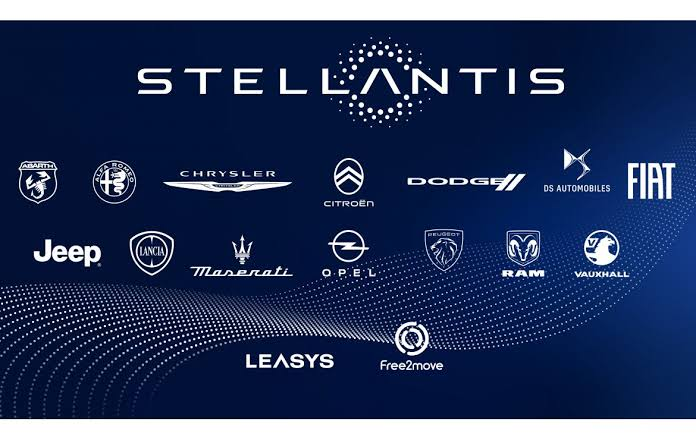 STELLANTIS
ABARTH
ALFA ROMEO
CHRYSLER
CITROËN
DODGE
DS AUTOMOBILES
FIAT
Jeep
LANCIA
Maserati
OPEL
PEUGEOT
RAM
VAUXHALL
LEASYS
Free2move